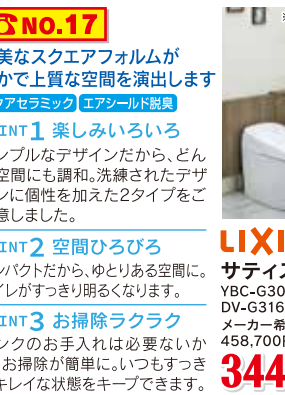 NO.17
美なスクエアフォルムが
かで上質な空間を演出します
クアセラミック エアシールド脱臭
INT 1 楽しみいろいろ
ンプルなデザインだから、どん
空間にも調和。洗練されたデザ
ンに個性を加えた2タイプをご
意しました。
INT 2 空間ひろびろ
ンパクトだから、ゆとりある空間に。
イレがすっきり明るくなります。
INT 3 お掃除ラクラク
ンクのお手入れは必要ないか
お掃除が簡単に。いつもすっき
キレイな状態をキープできます。
LIXI
サティス
YBC-G30
DV-G316
メーカー希
458,700
344